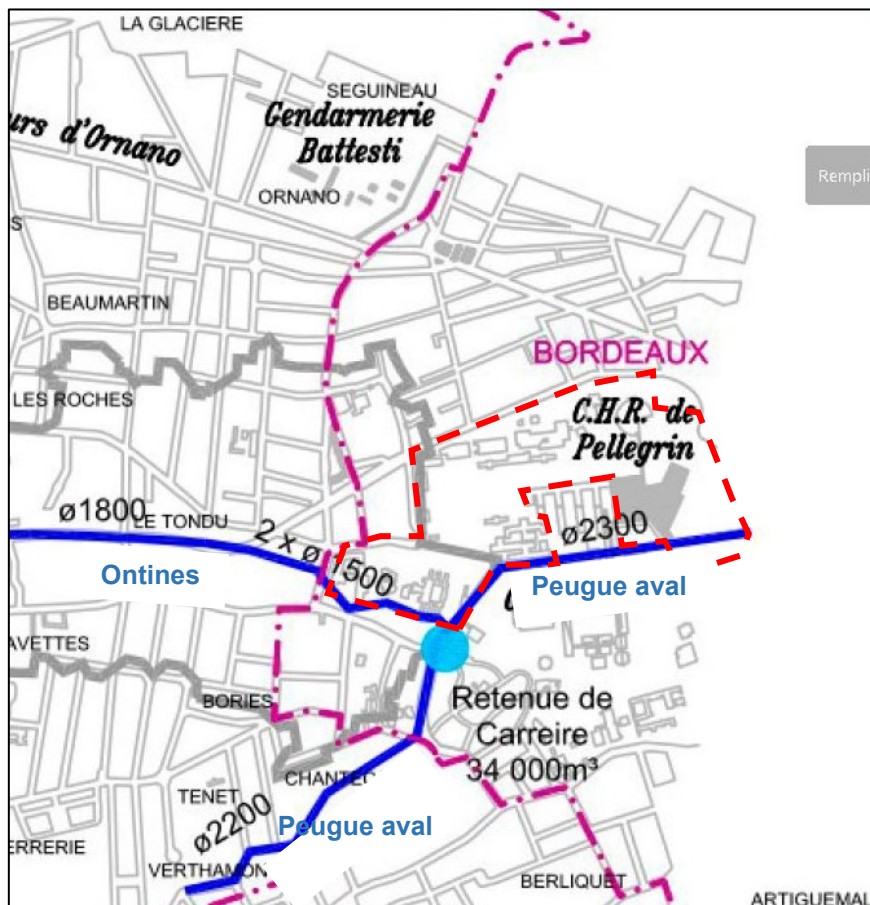 LA GLACIERE
SEGUINEAU
Gendarmerie
Battesti
urs d'Ornano
ORNANO
Rempli
S
BEAUMARTIN
BORDEAUX
LES ROCHES
C.H.R. de
Pellegrin
ø1800
LE TONDU
2 x ø 1500
ø2300
Ontines
Peugue aval
AVETTES
BORIES
Retenue de
Carreire
34 000m³
CHANTEC
TENET
ø2200
Peugue aval
ERRERIE
VERTHAMON
BERLIQUET
ARTIGUEMAL